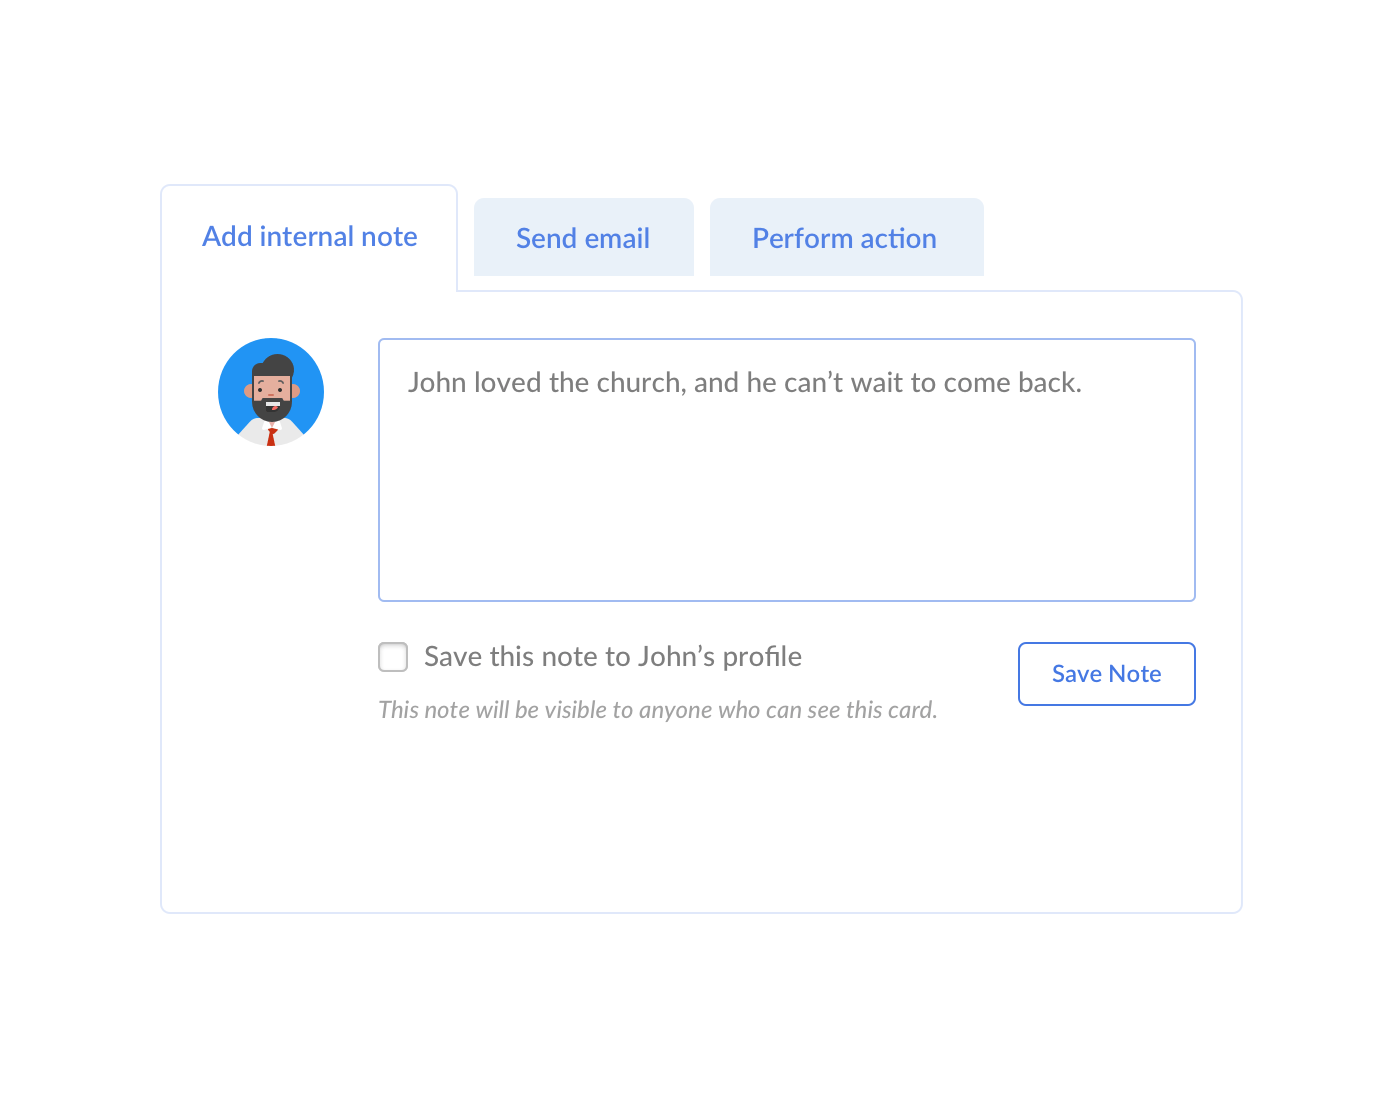 Add internal note
Send email
Perform action
John loved the church, and he can’t wait to come back.
Save this note to John’s profile
Save Note
This note will be visible to anyone who can see this card.